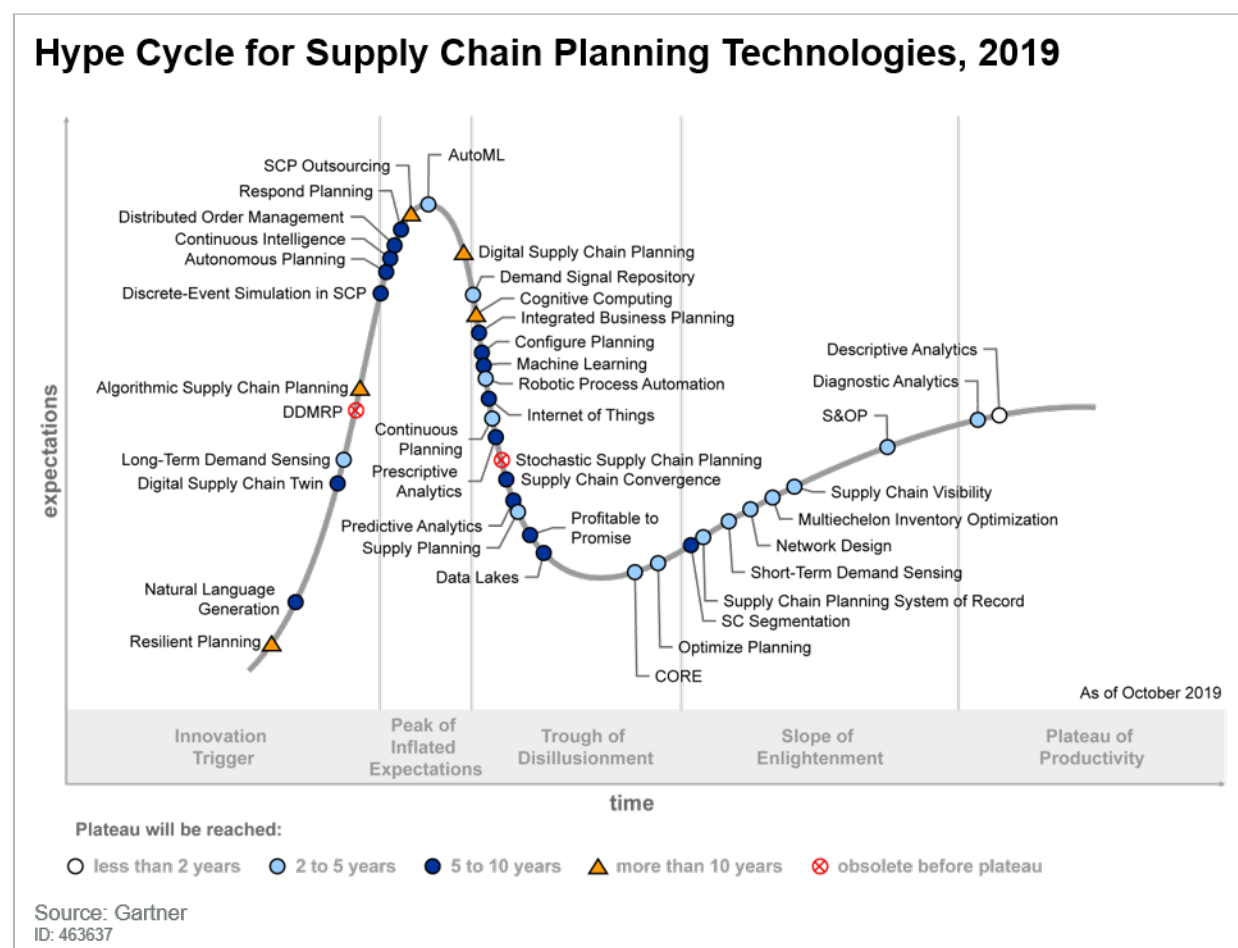 Hype Cycle for Supply Chain Planning Technologies, 2019
AutoML
SCP Outsourcing
Respond Planning
Distributed Order Management
Continuous Intelligence
Autonomous Planning
Discrete-Event Simulation in SCP
Algorithmic Supply Chain Planning
DDMRP
Long-Term Demand Sensing
Digital Supply Chain Twin
Natural Language
Generation
Resilient Planning
Digital Supply Chain Planning
Demand Signal Repository
Cognitive Computing
Integrated Business Planning
Configure Planning
Machine Learning
Robotic Process Automation
Internet of Things
Continuous
Planning
Prescriptive
Analytics
Stochastic Supply Chain Planning
Supply Chain Convergence
Predictive Analytics
Supply Planning
Profitable to
Promise
Data Lakes
Descriptive Analytics
Diagnostic Analytics
S&OP
Supply Chain Visibility
Multiechelon Inventory Optimization
Network Design
Short-Term Demand Sensing
Supply Chain Planning System of Record
SC Segmentation
Optimize Planning
CORE
expectations
As of October 2019
Innovation
Trigger
Peak of
Inflated
Expectations
Trough of
Disillusionment
Slope of
Enlightenment
Plateau of
Productivity
time
Plateau will be reached:
less than 2 years
2 to 5 years
5 to 10 years
more than 10 years
obsolete before plateau
Source: Gartner
ID: 463637